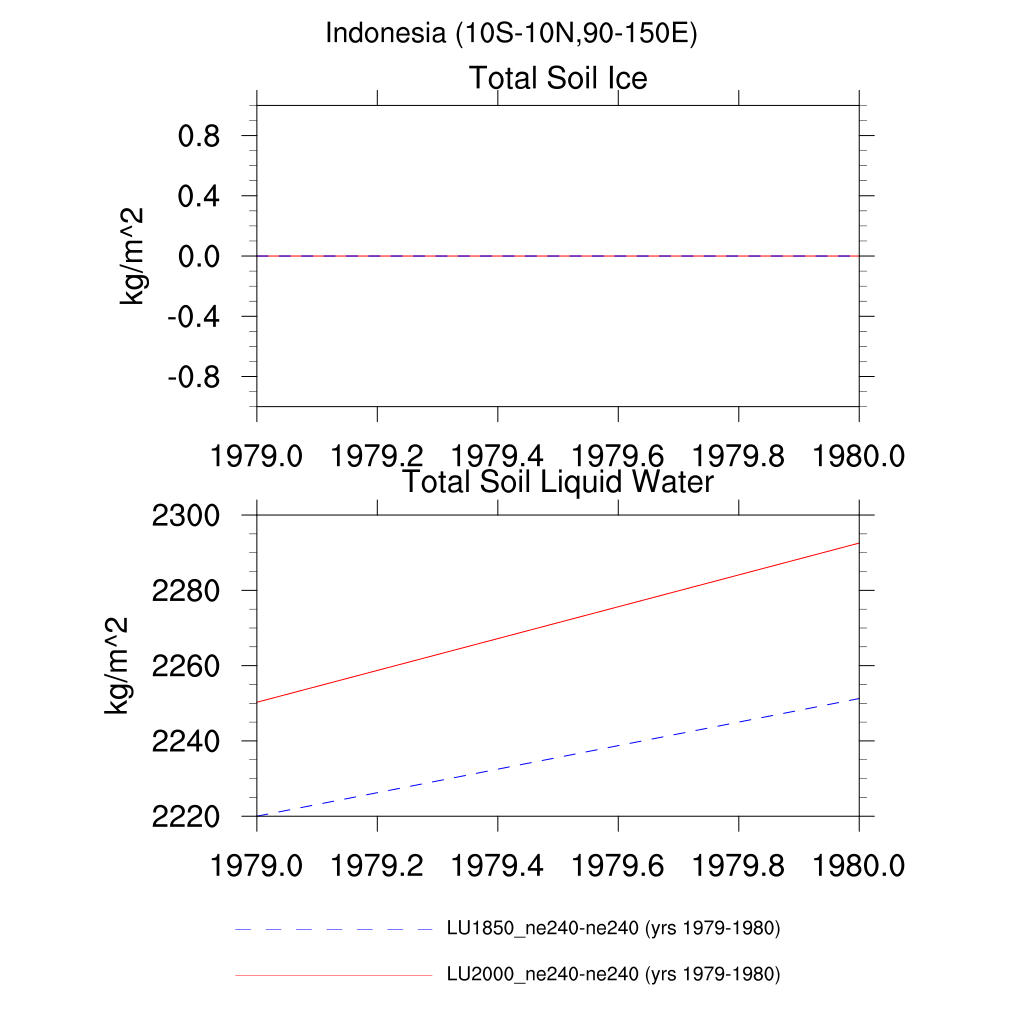 Indonesia (10S-10N,90-150E)
Total Soil Ice
0.8
0.4
0.0
-0.4
-0.8
kg/m^2
1979.0 1979.2 1979.4 1979.6 1979.8 1980.0
Total Soil Liquid Water
2300
2280
2260
2240
2220
kg/m^2
1979.0 1979.2 1979.4 1979.6 1979.8 1980.0
LU1850_ne240-ne240 (yrs 1979-1980)
LU2000_ne240-ne240 (yrs 1979-1980)